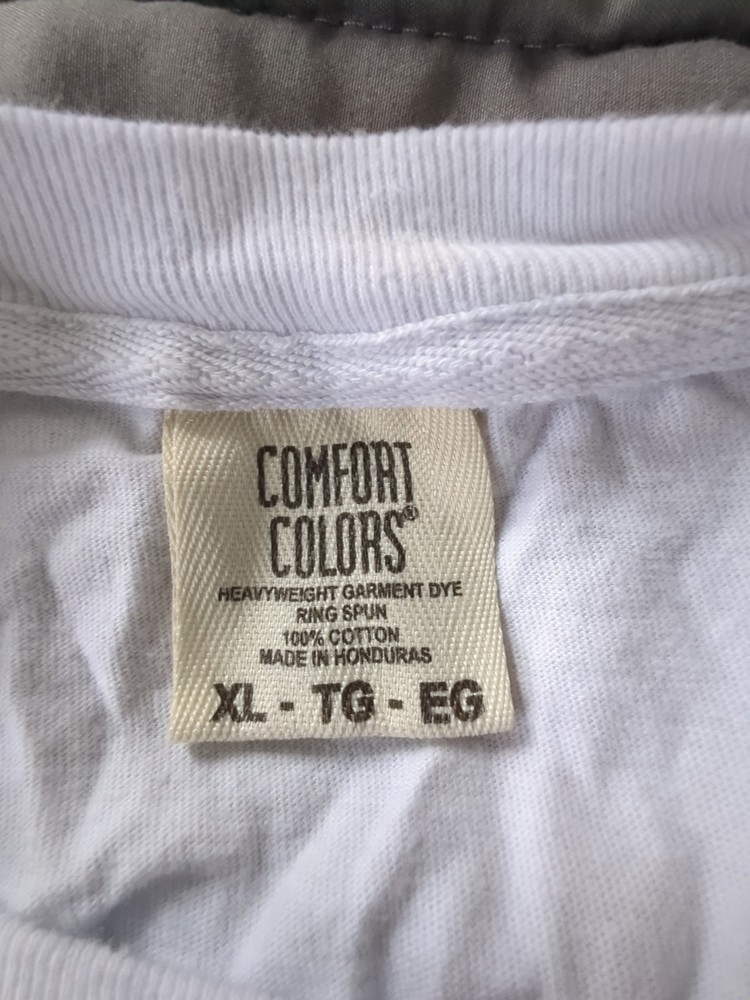 COMFORT
COLORS®
HEAVYWEIGHT GARMENT DYE
RING SPUN
100% COTTON
MADE IN HONDURAS
XL - TG - EG